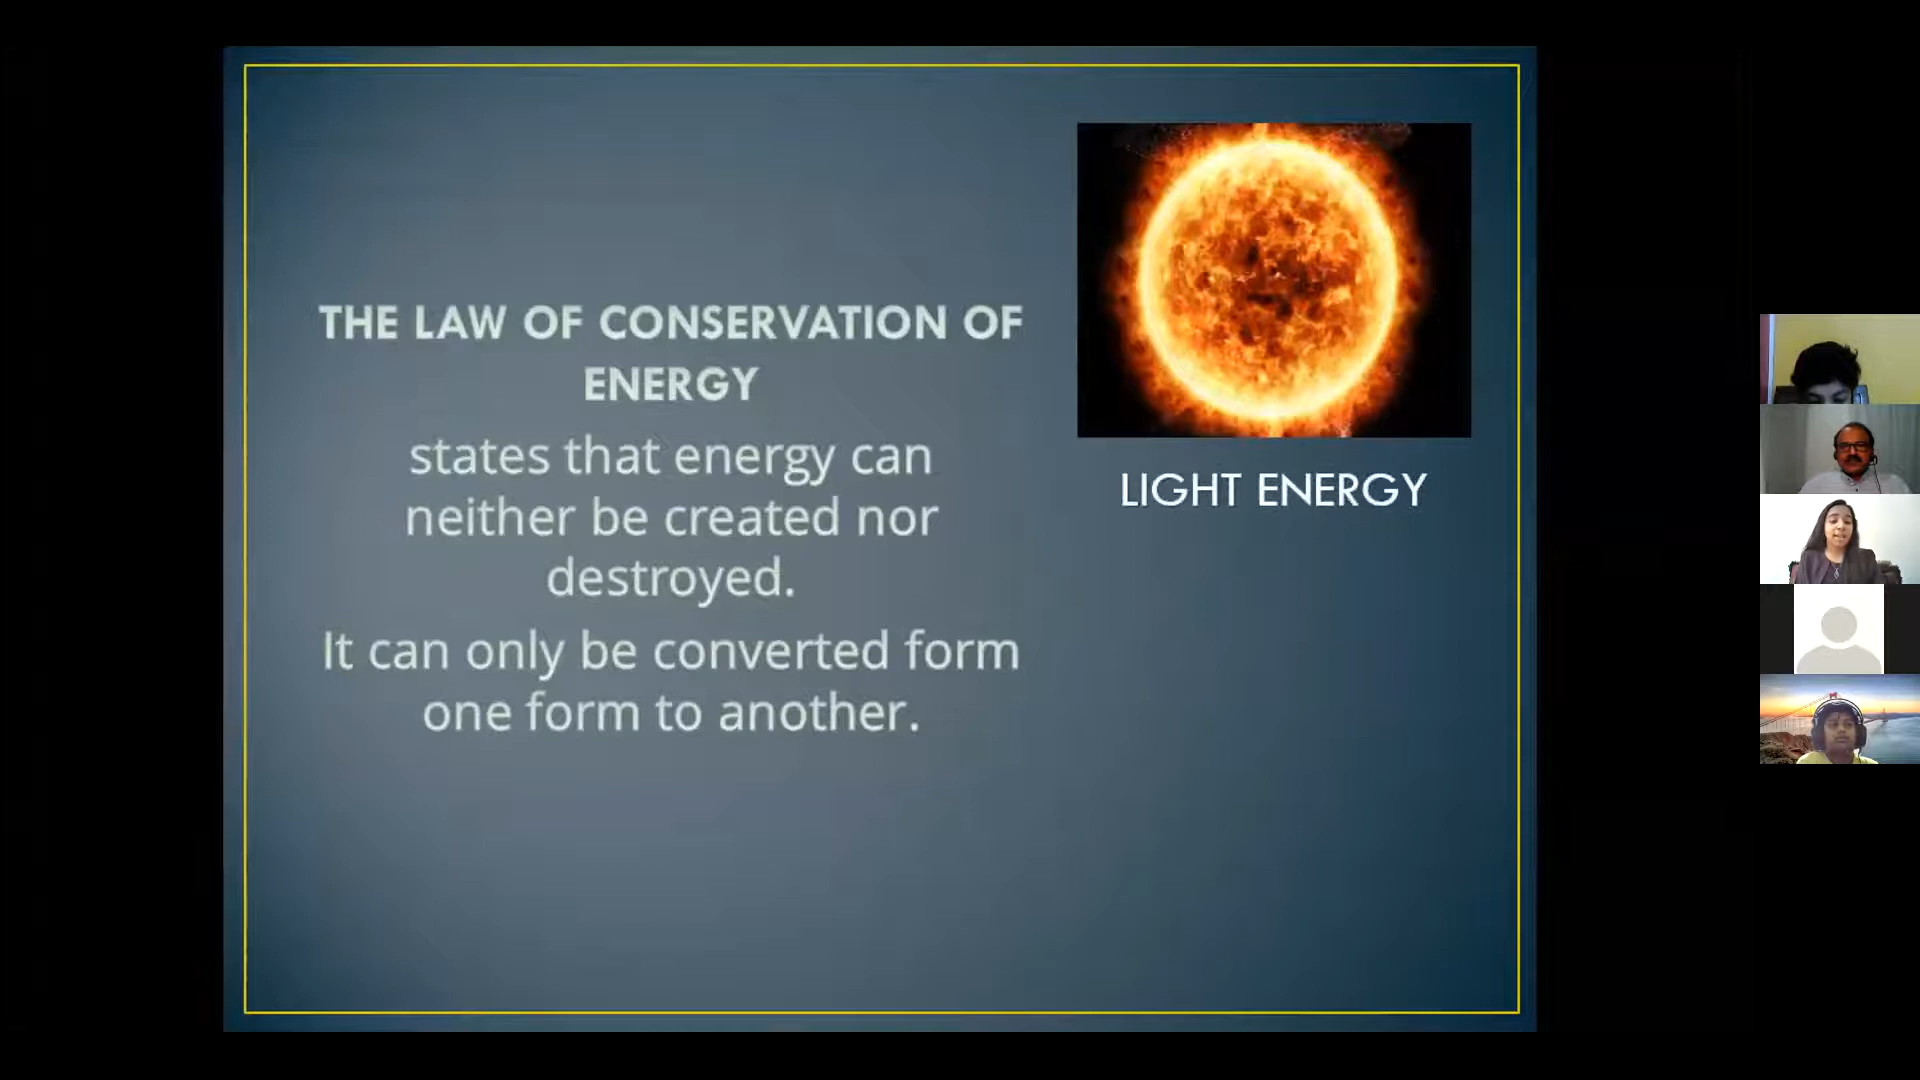 THE LAW OF CONSERVATION OF
ENERGY
states that energy can
neither be created nor
destroyed.
It can only be converted form
one form to another.
LIGHT ENERGY